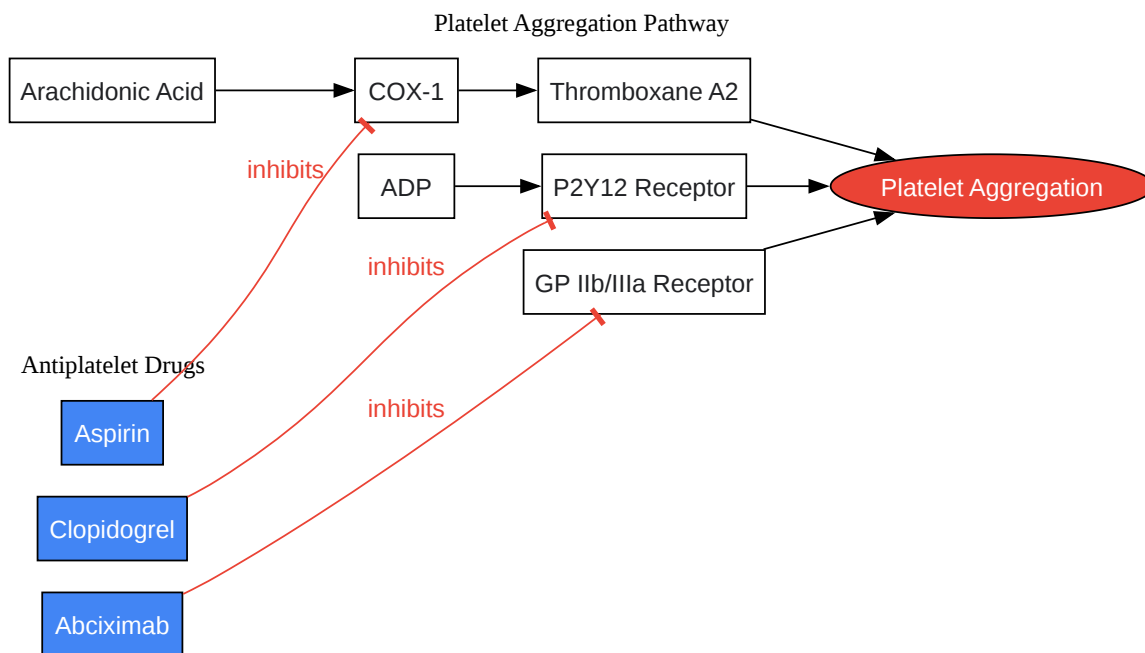 Platelet Aggregation Pathway
Arachidonic Acid
COX-1
Thromboxane A2
inhibits
ADP
P2Y12 Receptor
Platelet Aggregation
inhibits
GP IIb/IIIa Receptor
Antiplatelet Drugs
inhibits
Aspirin
Clopidogrel
Abciximab